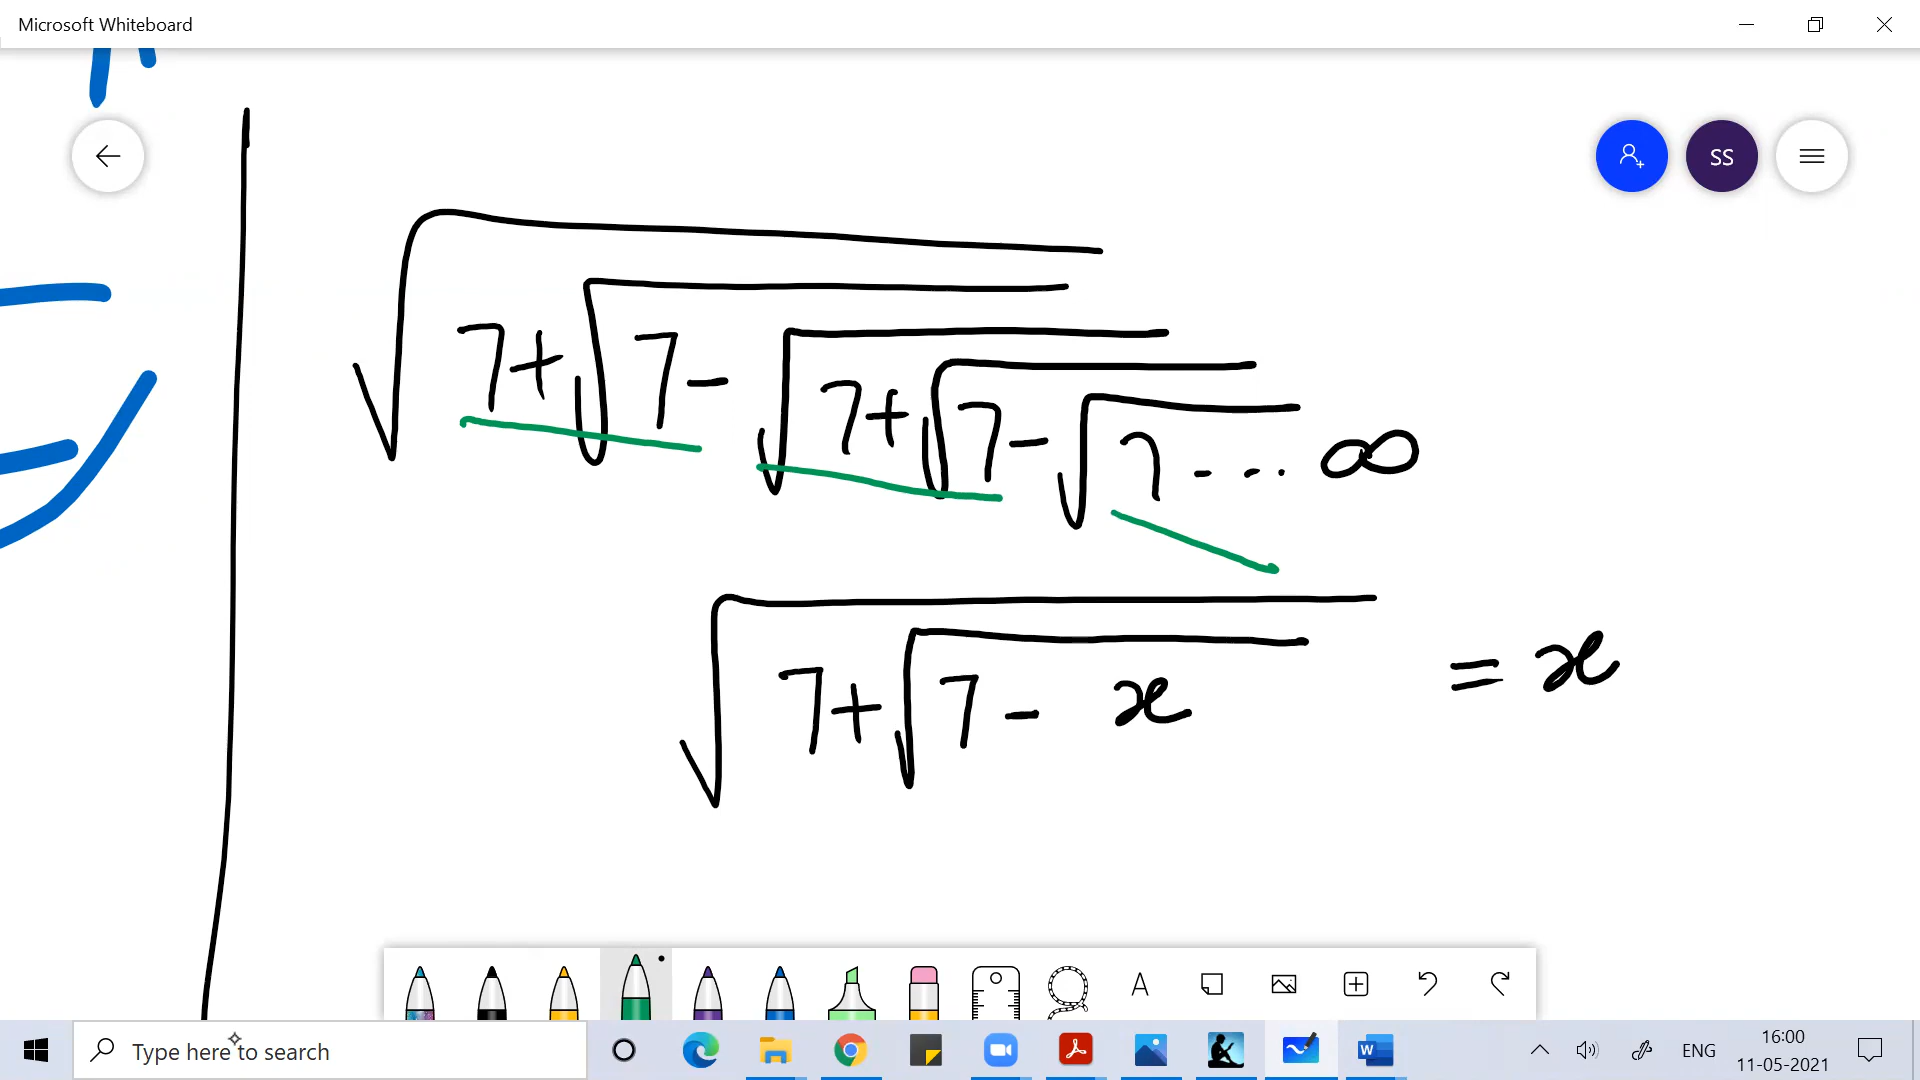 Microsoft Whiteboard
SS
√(7+√(7-√(7+√(7-√(7 - - - ∞
√(7+√(7- x = x
A
Type here to search
ENG
16:00
11-05-2021